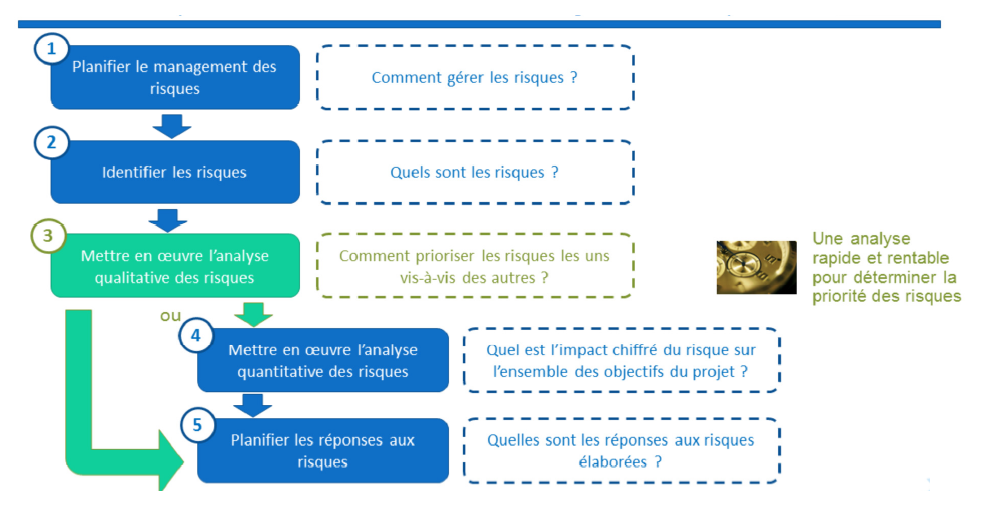 1
Planifier le management des
risques
Comment gérer les risques ?
2
Identifier les risques
Quels sont les risques ?
3
Mettre en œuvre l’analyse
qualitative des risques
Comment prioriser les risques les uns
vis-à-vis des autres ?
Une analyse
rapide et rentable
pour déterminer la
priorité des risques
ou
4
Mettre en œuvre l’analyse
quantitative des risques
Quel est l’impact chiffré du risque sur
l’ensemble des objectifs du projet ?
5
Planifier les réponses aux
risques
Quelles sont les réponses aux risques
élaborées ?